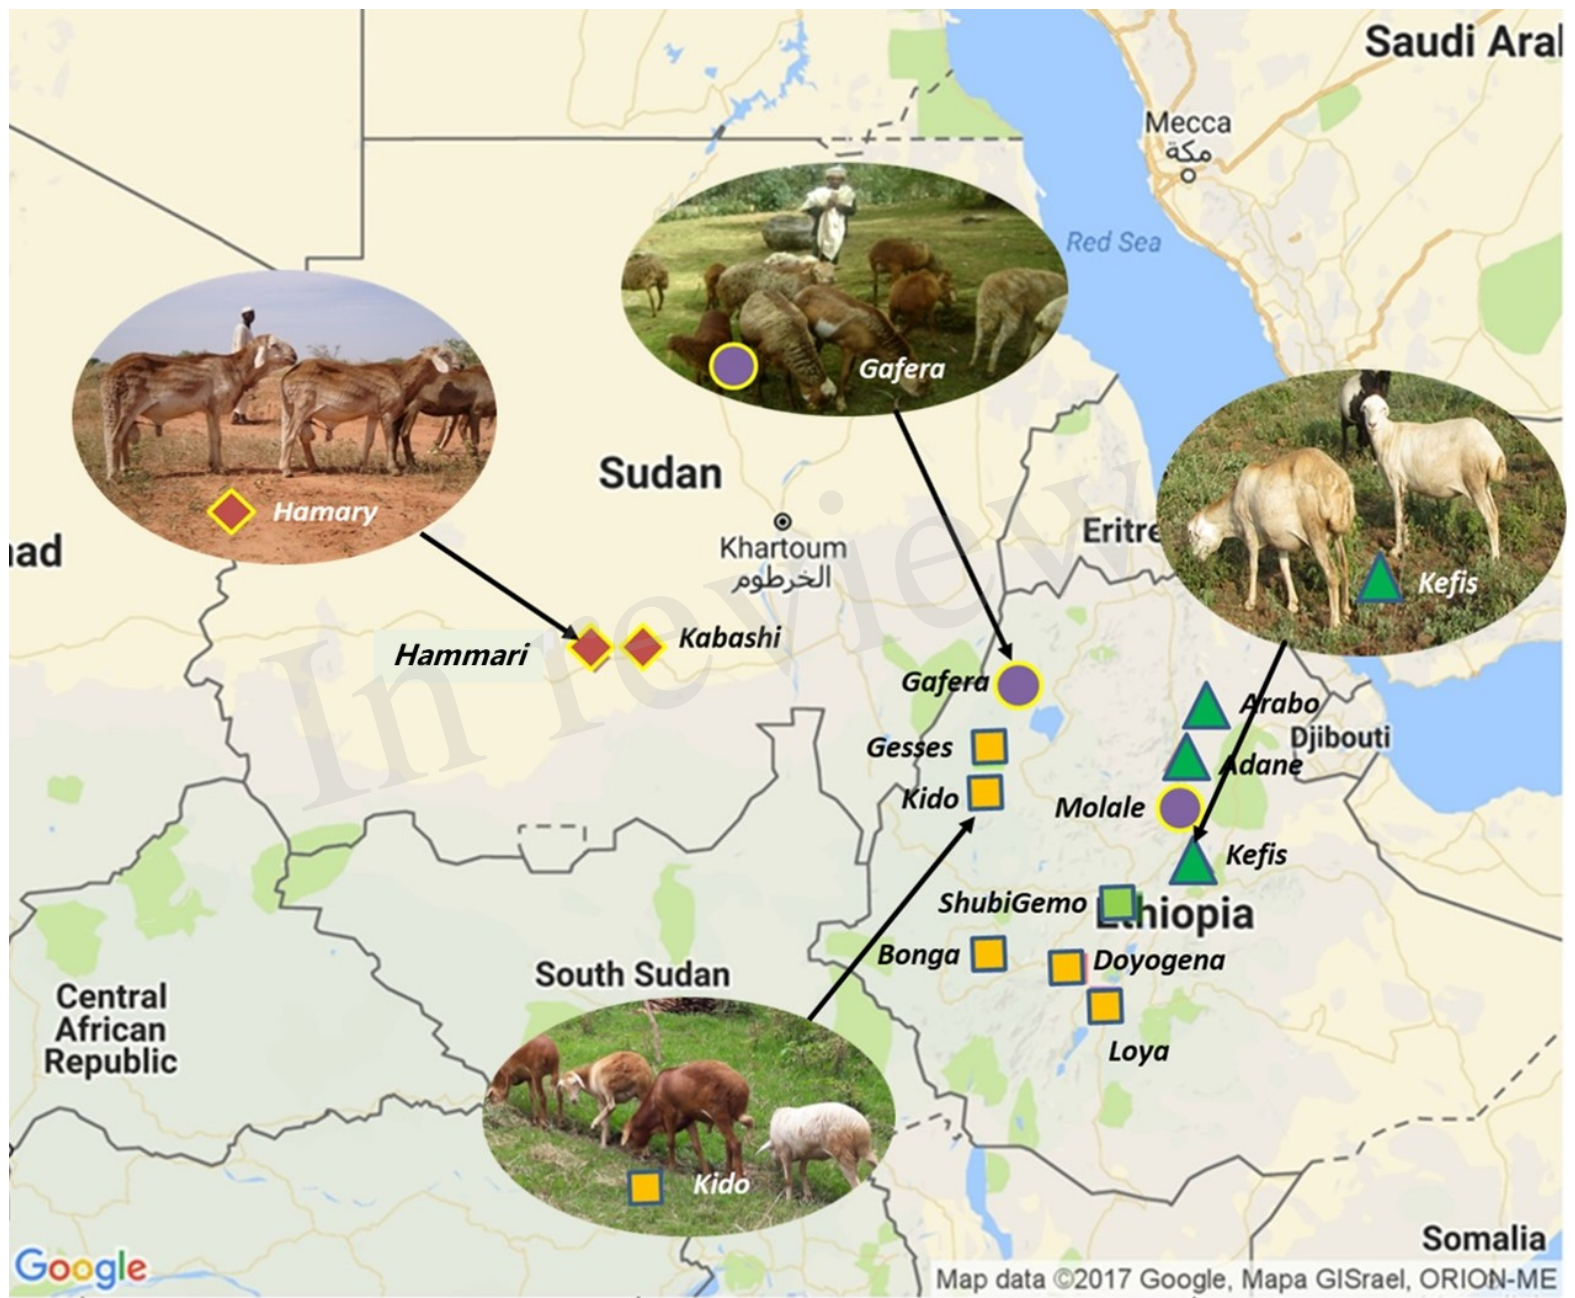 Saudi Aral
Mecca
مكة
Red Sea
Gafera
Hamary
Sudan
Khartoum
الخرطوم
Eritre
ad
Kefis
Hammari
Kabashi
Gafera
Arabo
Djibouti
Gesses
Adane
Kido
Molale
Kefis
ShubiGemo
Ethiopia
Bonga
Doyogena
South Sudan
Central
African
Republic
Loya
Kido
Somalia
Google
Map data ©2017 Google, Mapa GISrael, ORION-ME
In review